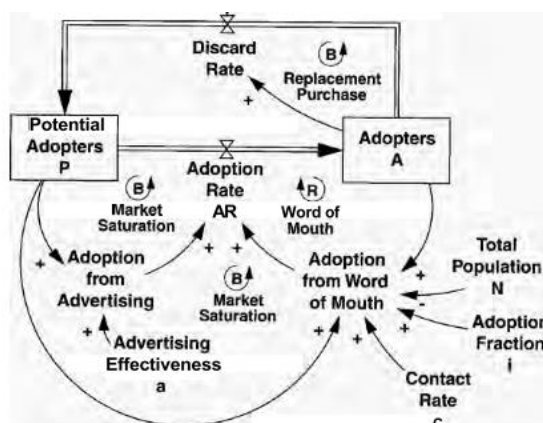 Discard
Rate
B
Replacement
Purchase
+
Potential
Adopters
P
Adopters
A
Adoption
Rate
AR
B
Market
Saturation
R
Word of
Mouth
+
Adoption
from
Advertising
+
+
B
Market
Saturation
Adoption
from Word
of Mouth
+
-
+
+
+
Total
Population
N
Adoption
Fraction
i
+
Advertising
Effectiveness
a
Contact
Rate